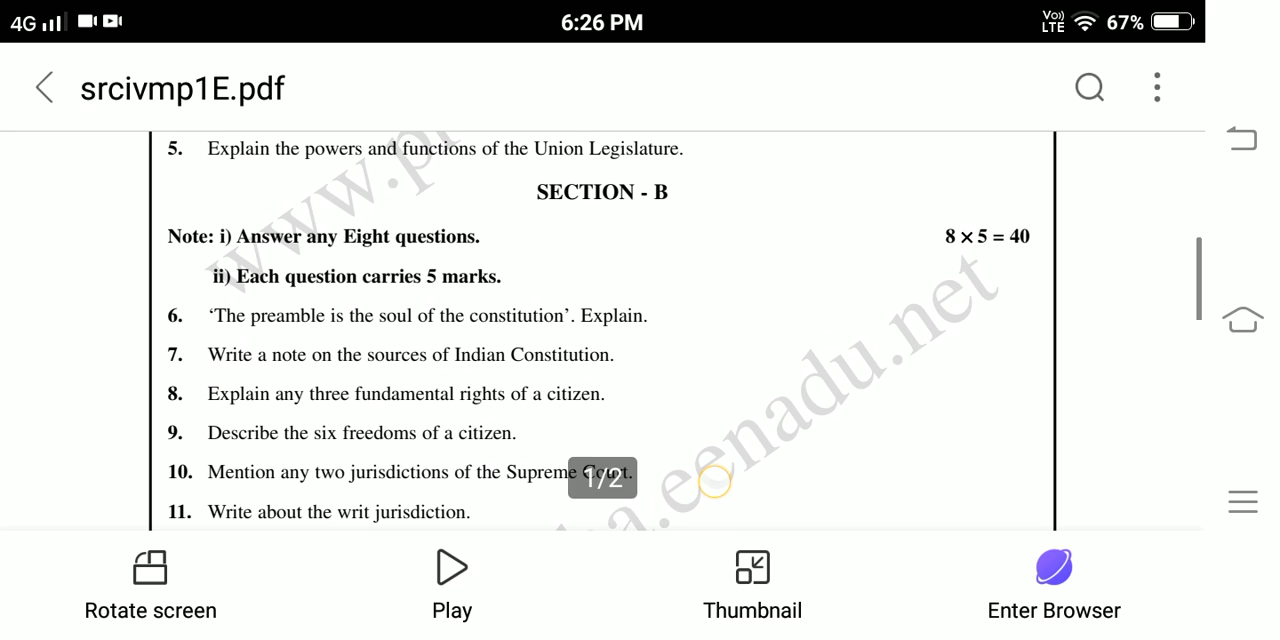 4G 6:26 PM Vo)) LTE 67%
srcivmp1E.pdf
5. Explain the powers and functions of the Union Legislature.
SECTION - B
Note: i) Answer any Eight questions. 8 × 5 = 40
ii) Each question carries 5 marks.
6. ‘The preamble is the soul of the constitution’. Explain.
7. Write a note on the sources of Indian Constitution.
8. Explain any three fundamental rights of a citizen.
9. Describe the six freedoms of a citizen.
10. Mention any two jurisdictions of the Supreme Court.
1/2
11. Write about the writ jurisdiction.
Rotate screen Play Thumbnail Enter Browser